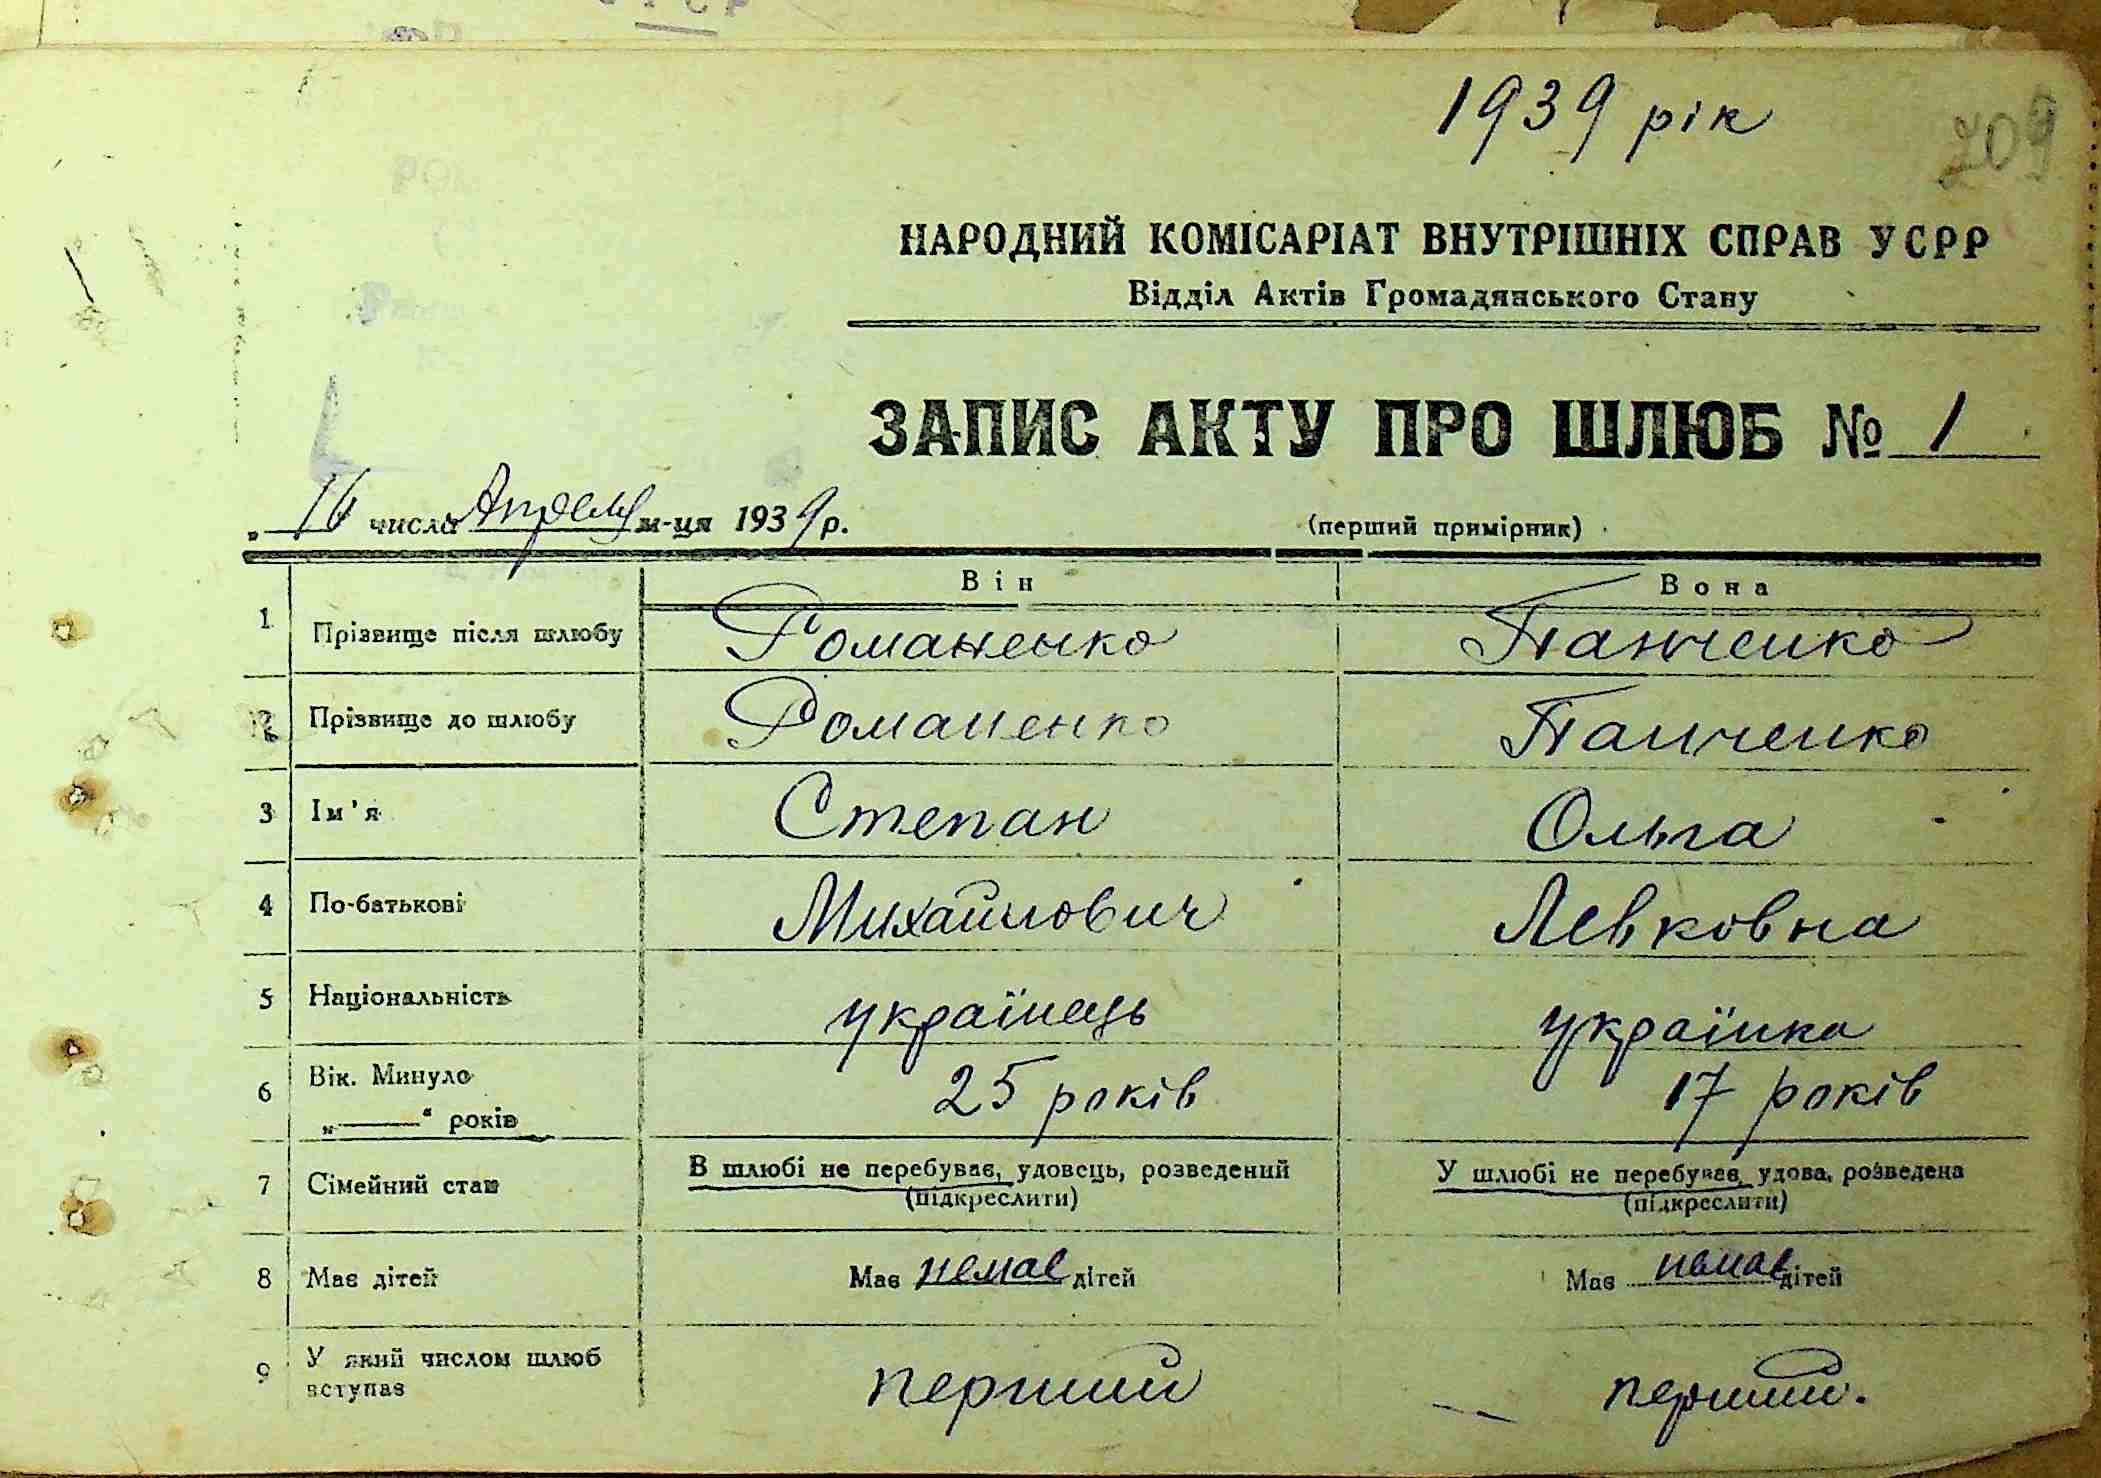 1939 рік
209
НАРОДНИЙ КОМІСАРІАТ ВНУТРІШНІХ СПРАВ УСРР
Відділ Актів Громадянського Стану
ЗАПИС АКТУ ПРО ШЛЮБ № 1
„ 16 числа Апреля м-ця 1939 р.
(перший примірник)
Він Вона
1 Прізвище після шлюбу Романенко Панченко
2 Прізвище до шлюбу Романенко Панченко
3 Ім'я Степан Ольга
4 По-батькові Михайлович Левковна
5 Національність українець українка
6 Вік. Минуло 25 років 17 років
„——“ років
7 Сімейний стан В шлюбі не перебуває, удовець, розведений У шлюбі не перебуває, удова, розведена
(підкреслити) (підкреслити)
8 Має дітей Має немає дітей Має немає дітей
9 У який числом шлюб перший перший.
вступає